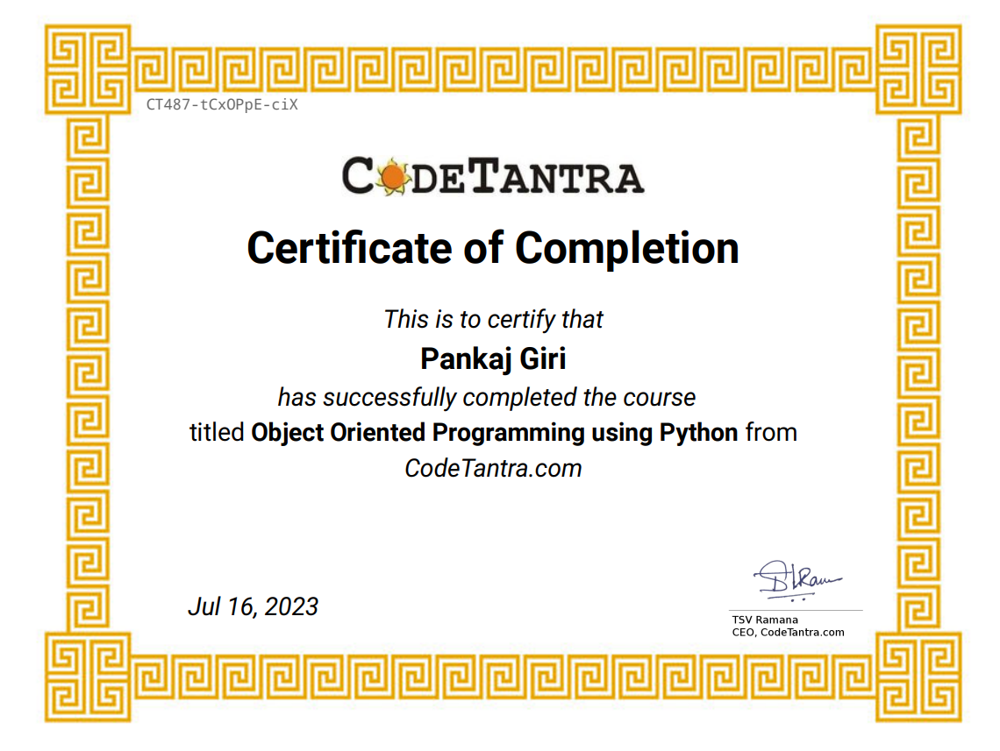 CT487-tCxOPpE-ciX
CODETANTRA
Certificate of Completion
This is to certify that
Pankaj Giri
has successfully completed the course
titled Object Oriented Programming using Python from
CodeTantra.com
Jul 16, 2023
TSV Ramana
CEO, CodeTantra.com